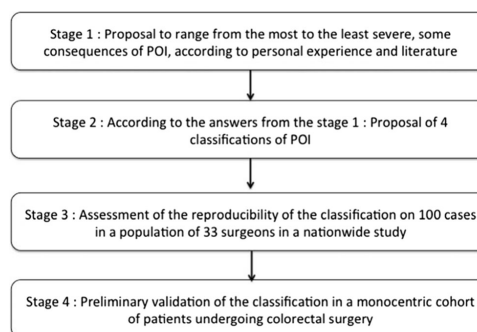 Stage 1 : Proposal to range from the most to the least severe, some
consequences of POI, according to personal experience and literature
Stage 2 : According to the answers from the stage 1 : Proposal of 4
classifications of POI
Stage 3 : Assessment of the reproducibility of the classification on 100 cases
in a population of 33 surgeons in a nationwide study
Stage 4 : Preliminary validation of the classification in a monocentric cohort
of patients undergoing colorectal surgery